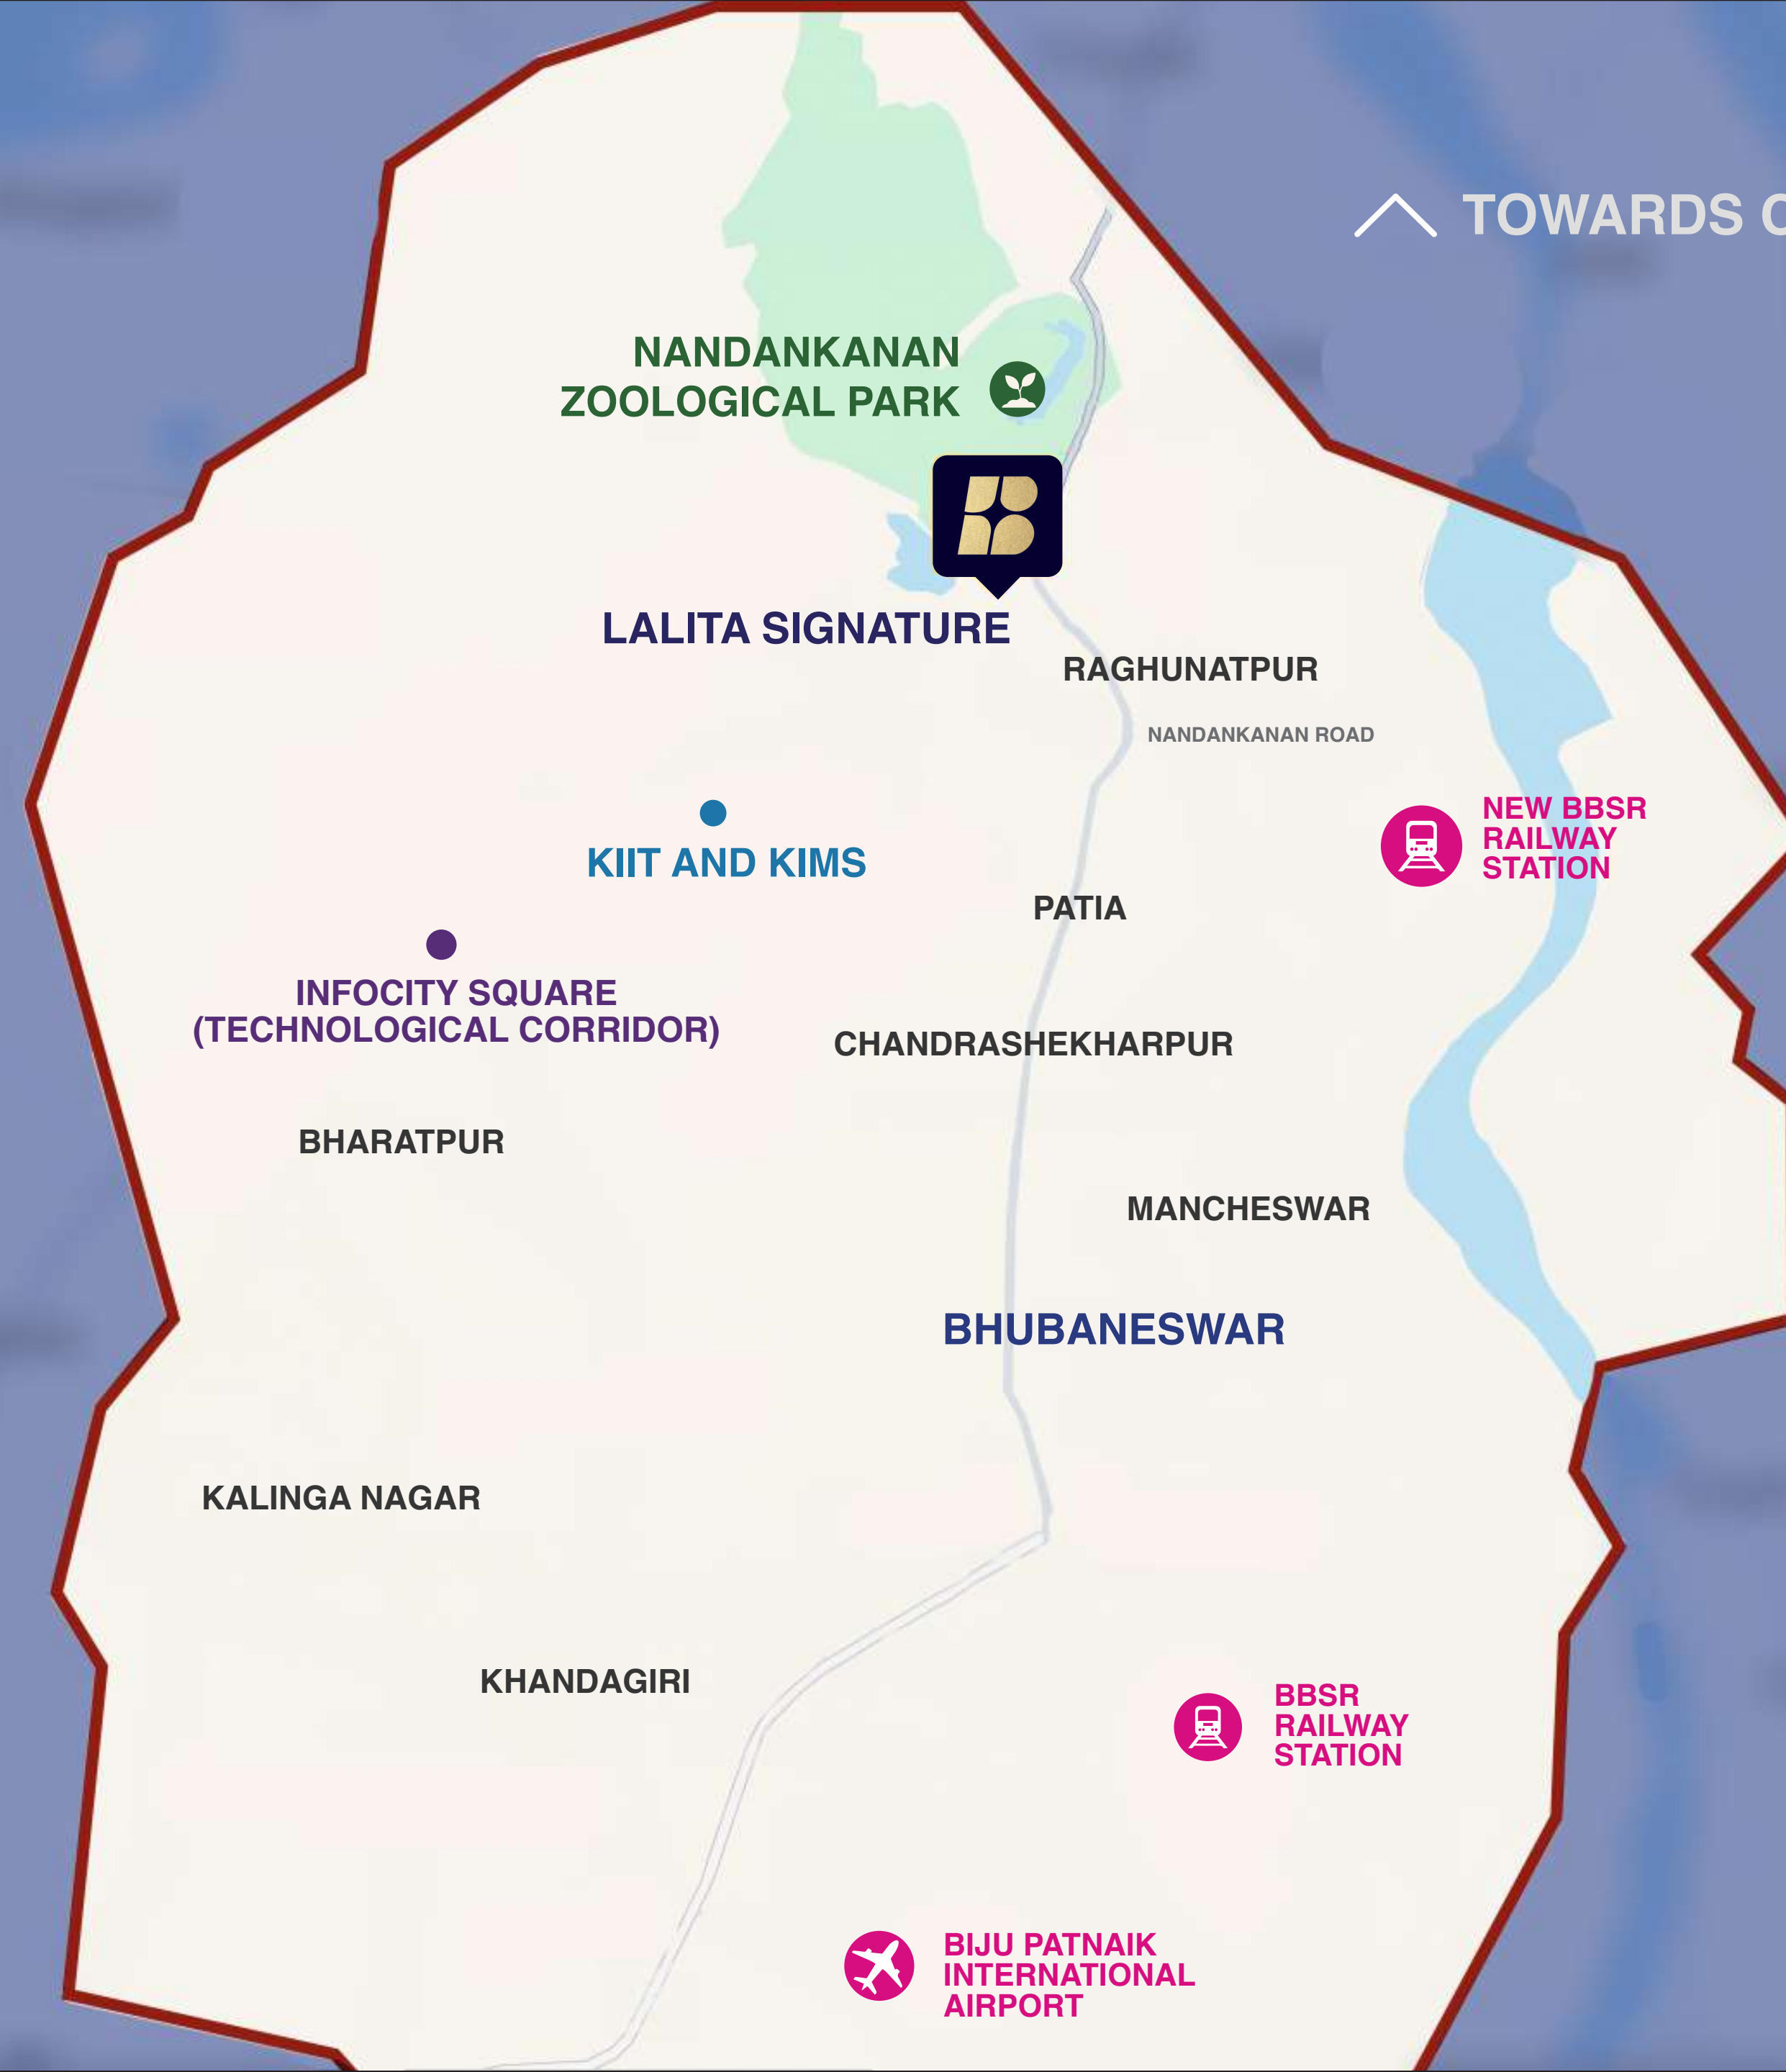 TOWARDS C
NANDANKANAN
ZOOLOGICAL PARK
LALITA SIGNATURE
RAGHUNATPUR
NANDANKANAN ROAD
NEW BBSR
RAILWAY
STATION
KIIT AND KIMS
PATIA
INFOCITY SQUARE
(TECHNOLOGICAL CORRIDOR)
CHANDRASHEKHARPUR
BHARATPUR
MANCHESWAR
BHUBANESWAR
KALINGA NAGAR
KHANDAGIRI
BBSR
RAILWAY
STATION
BIJU PATNAIK
INTERNATIONAL
AIRPORT